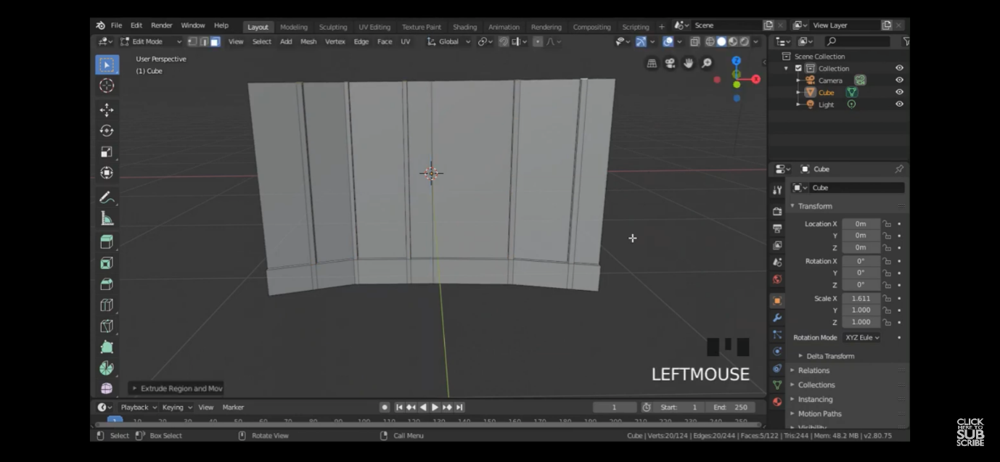 File Edit Render Window Help Layout Modeling Sculpting UV Editing Texture Paint Shading Animation Rendering Compositing Scripting + Scene View Layer
Edit Mode View Select Add Mesh Vertex Edge Face UV Global
User Perspective
(1) Cube
Z
X
Scene Collection
Collection
Camera
Cube
Light
Cube
Cube
Transform
Location X 0m
Y 0m
Z 0m
Rotation X 0°
Y 0°
Z 0°
Scale X 1.611
Y 1.000
Z 1.000
Rotation Mode XYZ Eule
Delta Transform
Relations
Collections
Instancing
Motion Paths
Visibility
LEFTMOUSE
Extrude Region and Mov
Playback Keying View Marker 1 Start: 1 End: 250
1 10 20 30 40 50 60 70 80 90 100 110 120 130 140 150 160 170 180 190 200 210 220 230 240 250
Select Box Select Rotate View Call Menu Cube | Verts:20/124 | Edges:20/244 | Faces:5/122 | Tris:244 | Mem: 48.2 MB | v2.80.75
CLICK
HERE TO
SUB
SCRIBE